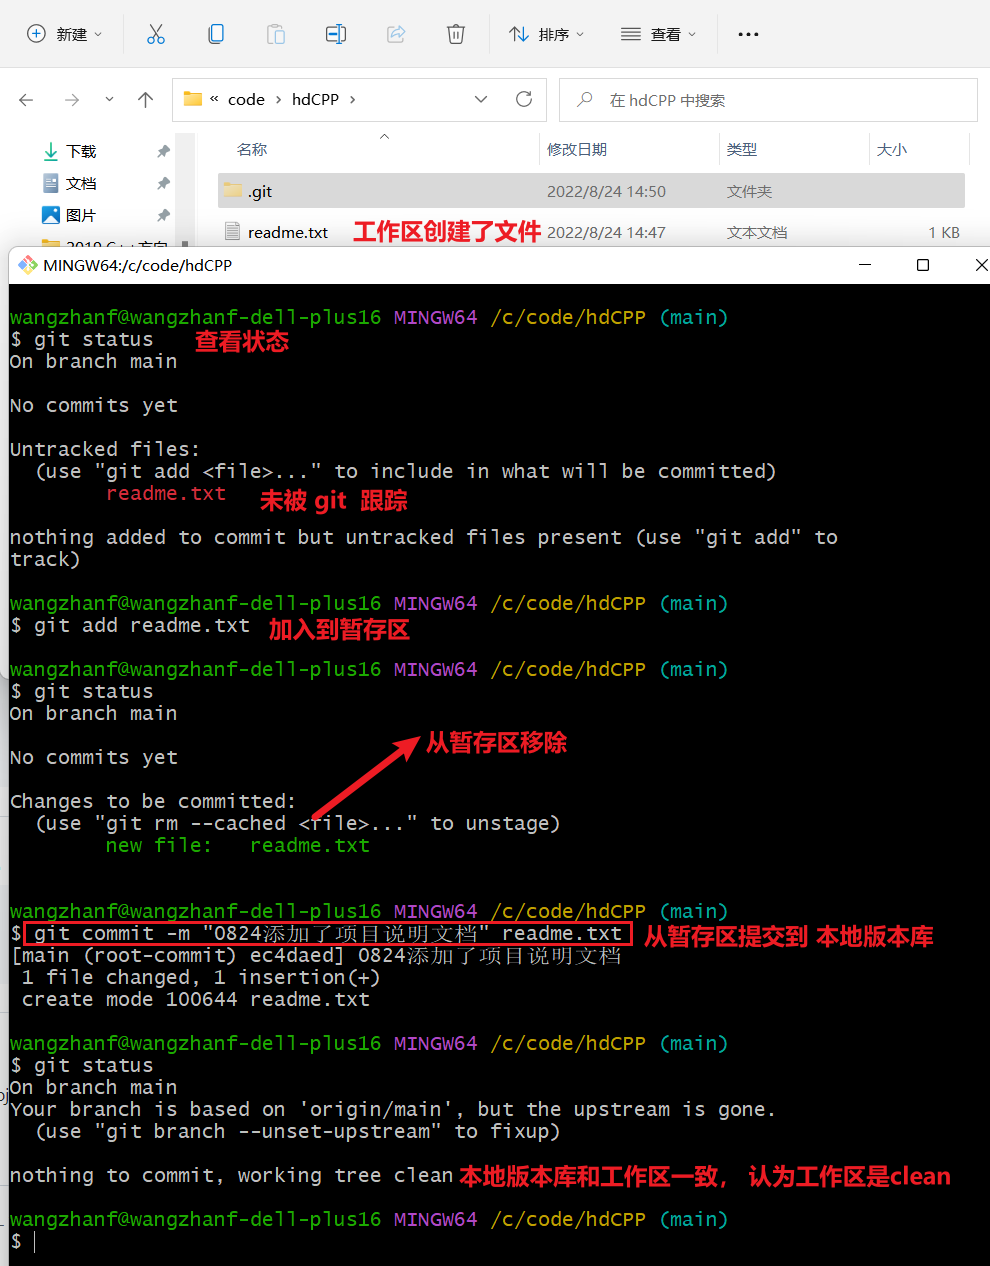 新建
排序
查看
« code › hdCPP ›
在 hdCPP 中搜索
下载
文档
图片
名称 修改日期 类型 大小
.git 2022/8/24 14:50 文件夹
readme.txt 工作区创建了文件 2022/8/24 14:47 文本文档 1 KB
MINGW64:/c/code/hdCPP
wangzhanf@wangzhanf-dell-plus16 MINGW64 /c/code/hdCPP (main)
$ git status 查看状态
On branch main
No commits yet
Untracked files:
(use "git add <file>..." to include in what will be committed)
readme.txt 未被 git 跟踪
nothing added to commit but untracked files present (use "git add" to
track)
wangzhanf@wangzhanf-dell-plus16 MINGW64 /c/code/hdCPP (main)
$ git add readme.txt 加入到暂存区
wangzhanf@wangzhanf-dell-plus16 MINGW64 /c/code/hdCPP (main)
$ git status
On branch main
从暂存区移除
No commits yet
Changes to be committed:
(use "git rm --cached <file>..." to unstage)
new file: readme.txt
wangzhanf@wangzhanf-dell-plus16 MINGW64 /c/code/hdCPP (main)
$ git commit -m "0824添加了项目说明文档" readme.txt 从暂存区提交到 本地版本库
[main (root-commit) ec4daed] 0824添加了项目说明文档
1 file changed, 1 insertion(+)
create mode 100644 readme.txt
wangzhanf@wangzhanf-dell-plus16 MINGW64 /c/code/hdCPP (main)
$ git status
On branch main
Your branch is based on 'origin/main', but the upstream is gone.
(use "git branch --unset-upstream" to fixup)
nothing to commit, working tree clean 本地版本库和工作区一致， 认为工作区是clean
wangzhanf@wangzhanf-dell-plus16 MINGW64 /c/code/hdCPP (main)
$